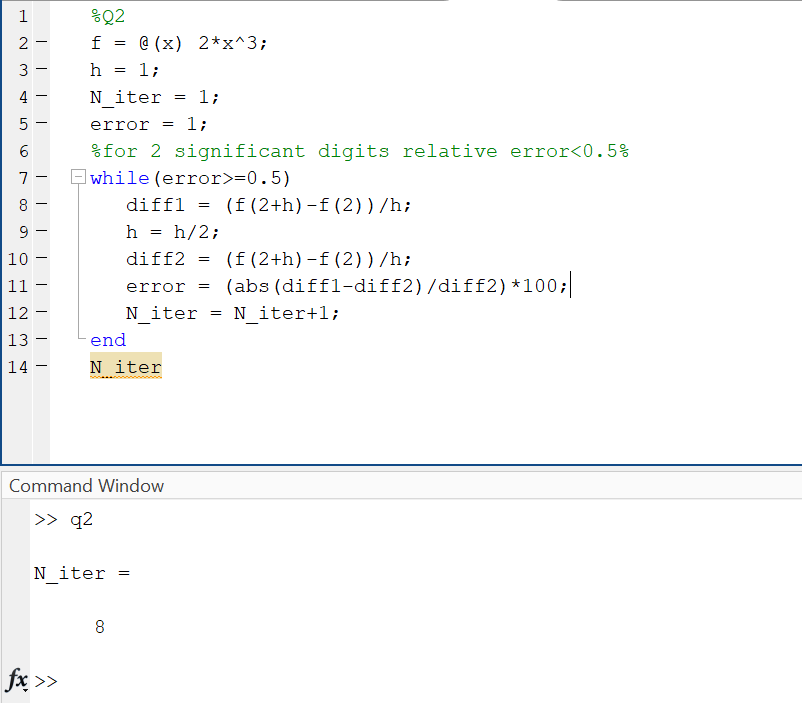 1 %Q2
2 − f = @(x) 2*x^3;
3 − h = 1;
4 − N_iter = 1;
5 − error = 1;
6 %for 2 significant digits relative error<0.5%
7 − while(error>=0.5)
8 − diff1 = (f(2+h)-f(2))/h;
9 − h = h/2;
10 − diff2 = (f(2+h)-f(2))/h;
11 − error = (abs(diff1-diff2)/diff2)*100;
12 − N_iter = N_iter+1;
13 − end
14 − N_iter
Command Window
>> q2
N_iter =
8
fx >>